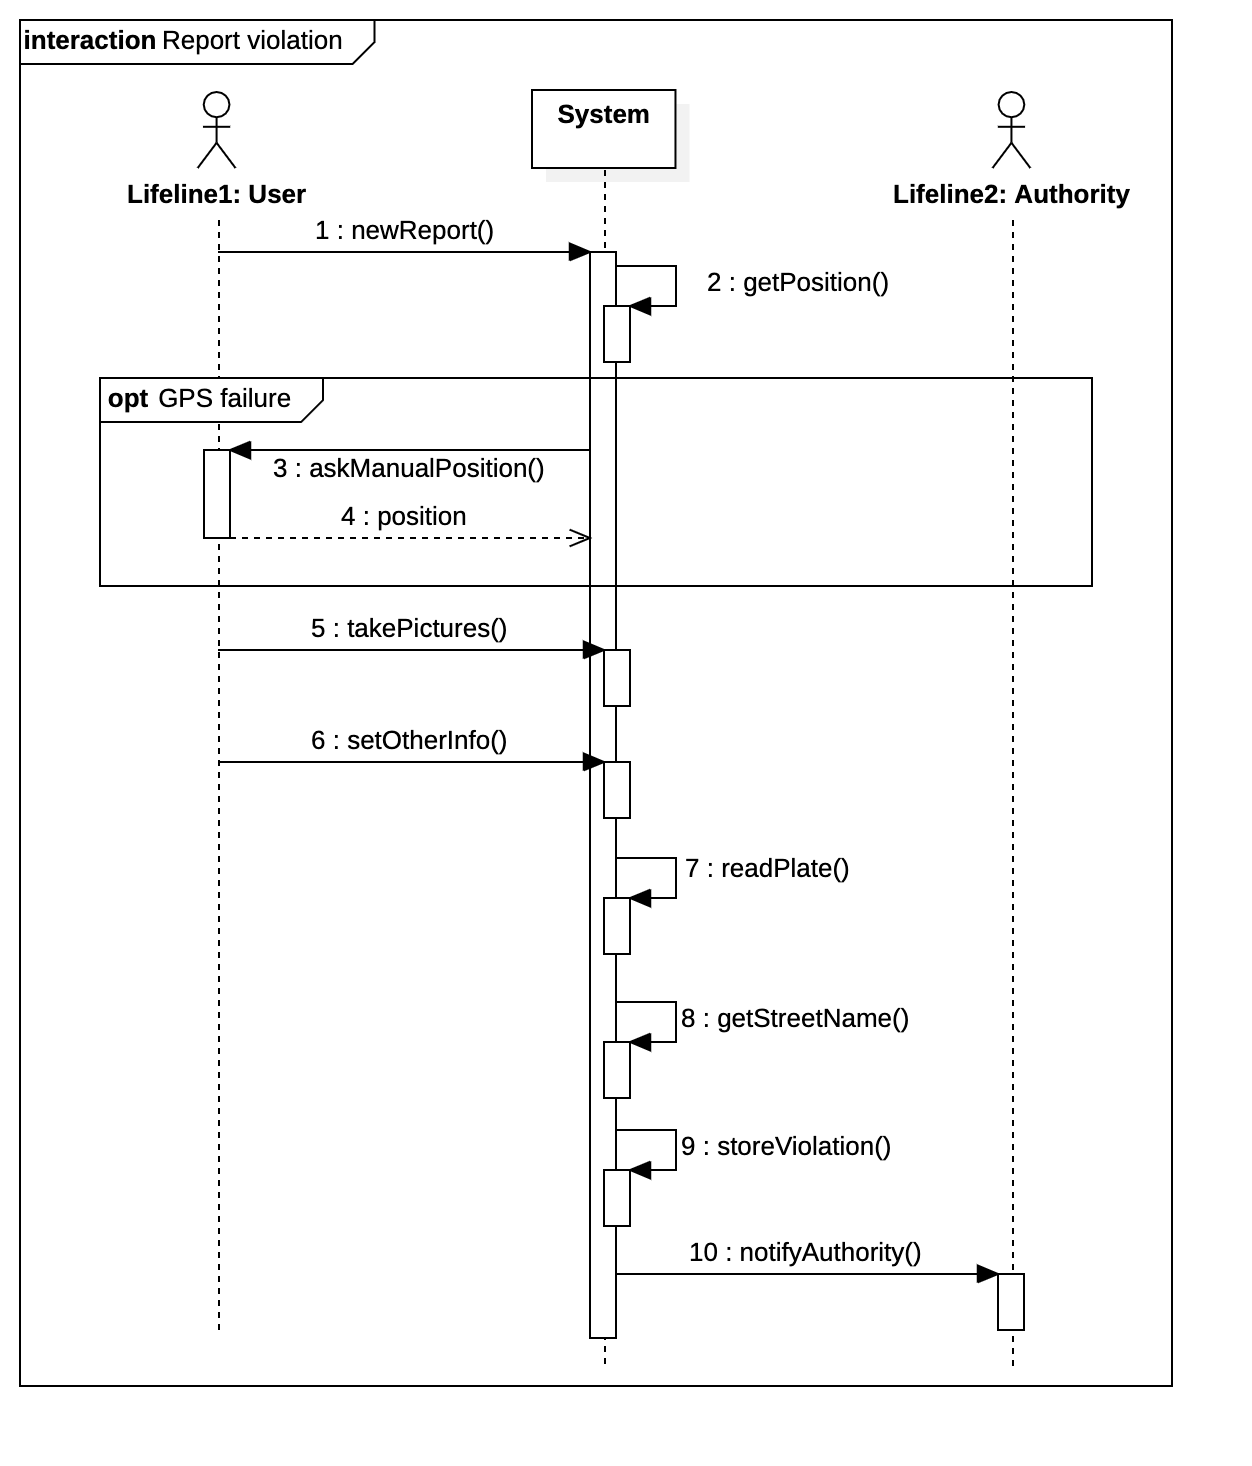 interaction Report violation
System
Lifeline1: User
Lifeline2: Authority
1 : newReport()
2 : getPosition()
opt GPS failure
3 : askManualPosition()
4 : position
5 : takePictures()
6 : setOtherInfo()
7 : readPlate()
8 : getStreetName()
9 : storeViolation()
10 : notifyAuthority()